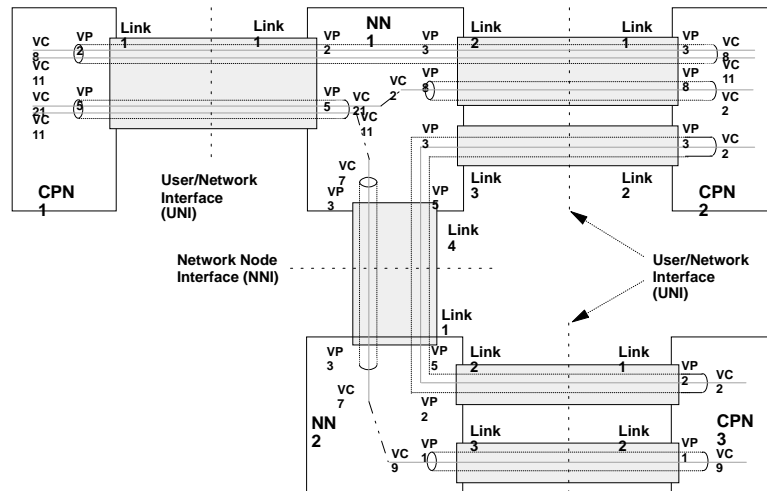 VC
8
VC
11
VP
2
Link
1
Link
1
VP
2
NN
1
VP
3
Link
2
Link
1
VP
3
VC
8
VC
11
VC
21
VC
11
VP
5
VP
5
VC
21
VC
11
VC
2
VP
8
VP
8
VC
2
VP
3
VP
3
VC
2
CPN
1
User/Network
Interface
(UNI)
VC
7
VP
3
VP
5
Link
3
Link
2
CPN
2
Link
4
Network Node
Interface (NNI)
User/Network
Interface
(UNI)
Link
1
VP
3
VP
5
Link
2
Link
1
VP
2
VC
2
VC
7
VP
2
NN
2
VC
9
VP
1
Link
3
Link
2
VP
1
VC
9
CPN
3